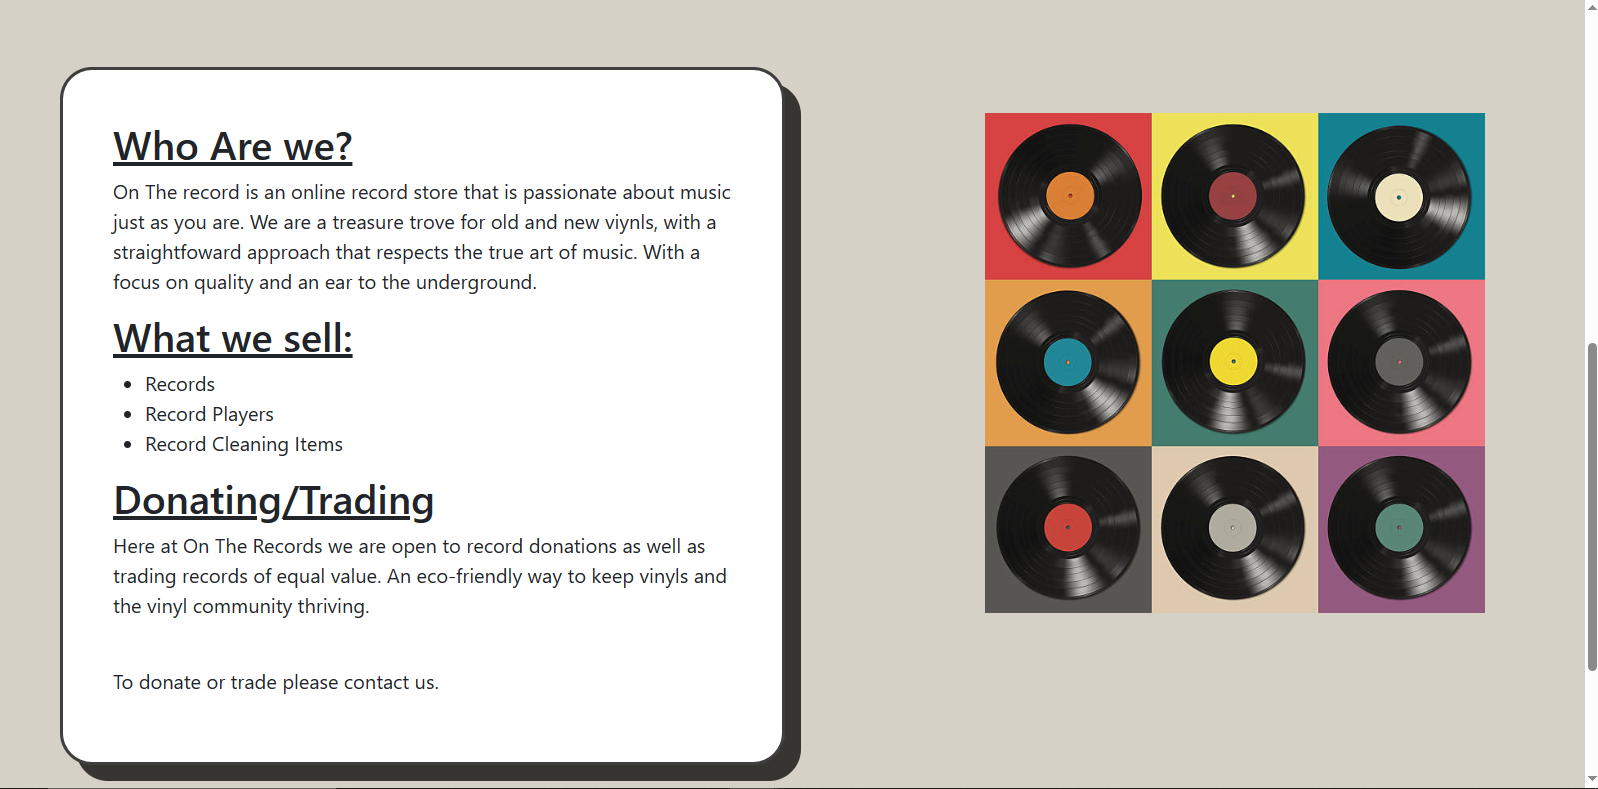 Who Are we?
On The record is an online record store that is passionate about music
just as you are. We are a treasure trove for old and new viynls, with a
straightfoward approach that respects the true art of music. With a
focus on quality and an ear to the underground.
What we sell:
Records
Record Players
Record Cleaning Items
Donating/Trading
Here at On The Records we are open to record donations as well as
trading records of equal value. An eco-friendly way to keep vinyls and
the vinyl community thriving.
To donate or trade please contact us.